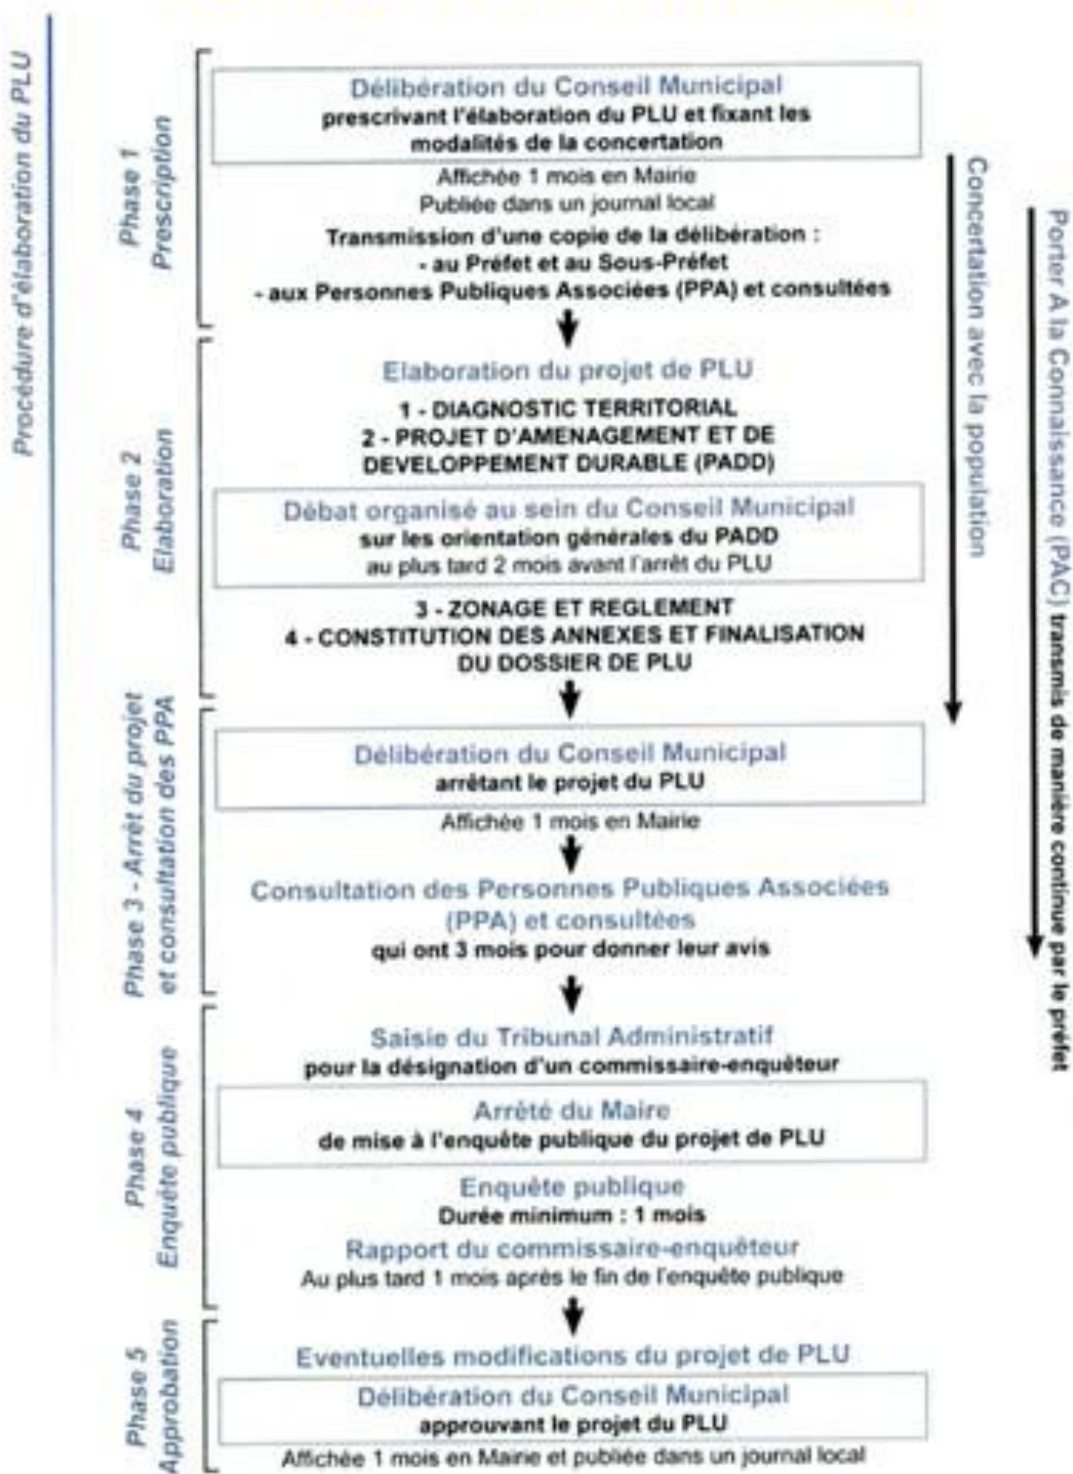 Procédure d'élaboration du PLU
Phase 1
Prescription
Délibération du Conseil Municipal
prescrivant l'élaboration du PLU et fixant les
modalités de la concertation
Affichée 1 mois en Mairie
Publiée dans un journal local
Transmission d'une copie de la délibération :
- au Préfet et au Sous-Préfet
- aux Personnes Publiques Associées (PPA) et consultées
Phase 2
Elaboration
Elaboration du projet de PLU
1 - DIAGNOSTIC TERRITORIAL
2 - PROJET D'AMENAGEMENT ET DE
DEVELOPPEMENT DURABLE (PADD)
Débat organisé au sein du Conseil Municipal
sur les orientation générales du PADD
au plus tard 2 mois avant l'arrêt du PLU
3 - ZONAGE ET REGLEMENT
4 - CONSTITUTION DES ANNEXES ET FINALISATION
DU DOSSIER DE PLU
Phase 3 - Arrêt du projet
et consultation des PPA
Délibération du Conseil Municipal
arrêtant le projet du PLU
Affichée 1 mois en Mairie
Consultation des Personnes Publiques Associées
(PPA) et consultées
qui ont 3 mois pour donner leur avis
Phase 4
Enquête publique
Saisie du Tribunal Administratif
pour la désignation d'un commissaire-enquêteur
Arrêté du Maire
de mise à l'enquête publique du projet de PLU
Enquête publique
Durée minimum : 1 mois
Rapport du commissaire-enquêteur
Au plus tard 1 mois après le fin de l'enquête publique
Phase 5
Approbation
Eventuelles modifications du projet de PLU
Délibération du Conseil Municipal
approuvant le projet du PLU
Affichée 1 mois en Mairie et publiée dans un journal local
Concertation avec la population
Porter A la Connaissance (PAC) transmis de manière continue par le préfet